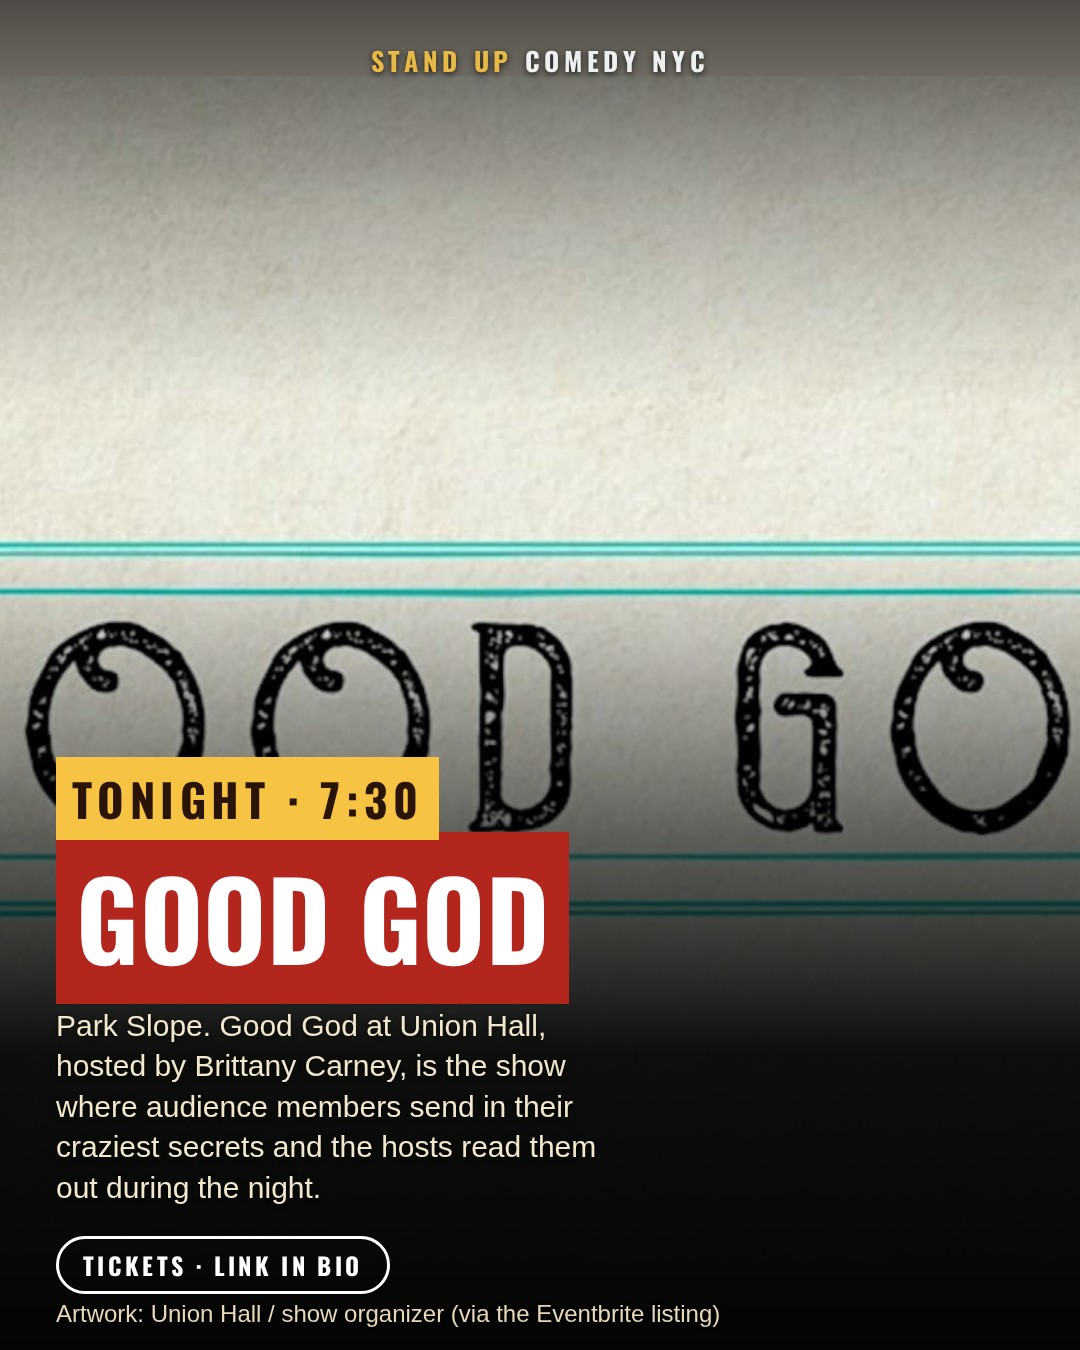 STAND UP COMEDY NYC
OOD GO
TONIGHT · 7:30
GOOD GOD
Park Slope. Good God at Union Hall,
hosted by Brittany Carney, is the show
where audience members send in their
craziest secrets and the hosts read them
out during the night.
TICKETS · LINK IN BIO
Artwork: Union Hall / show organizer (via the Eventbrite listing)